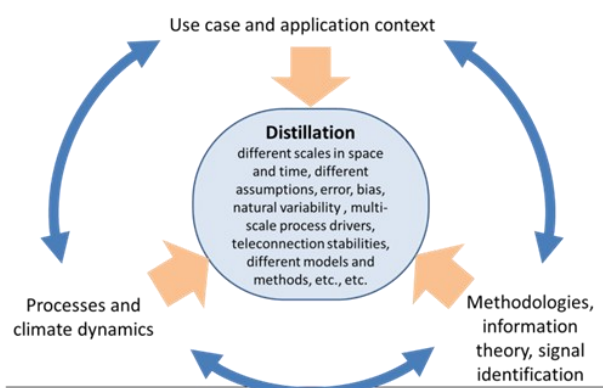 Use case and application context
Distillation
different scales in space
and time, different
assumptions, error, bias,
natural variability , multi-
scale process drivers,
teleconnection stabilities,
different models and
methods, etc., etc.
Processes and
climate dynamics
Methodologies,
information
theory, signal
identification